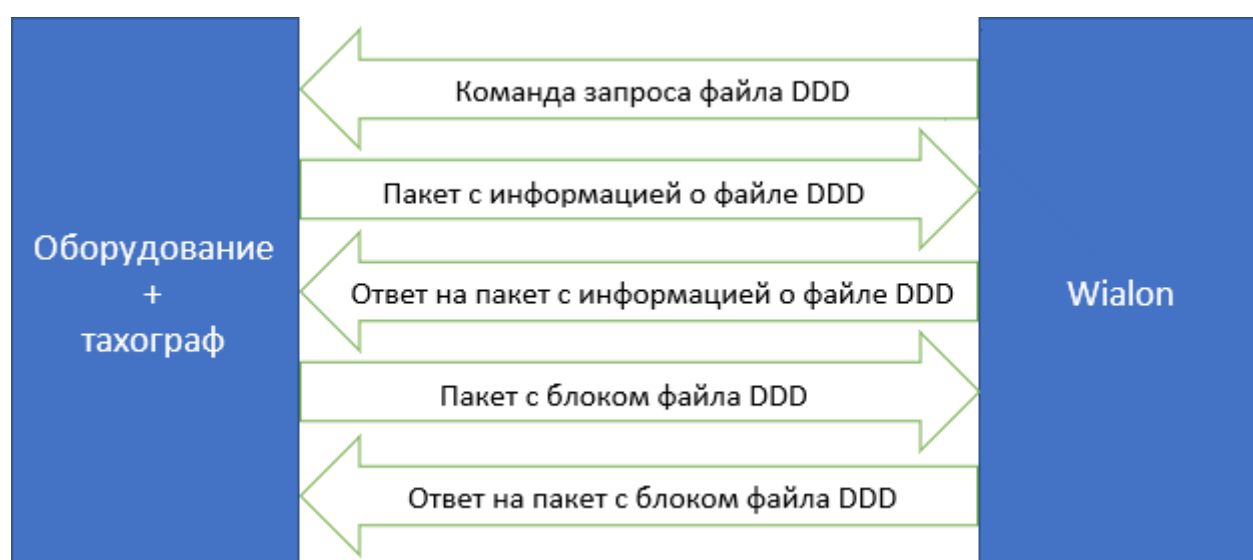 Команда запроса файла DDD
Пакет с информацией о файле DDD
Оборудование
+
тахограф
Ответ на пакет с информацией о файле DDD
Wialon
Пакет с блоком файла DDD
Ответ на пакет с блоком файла DDD